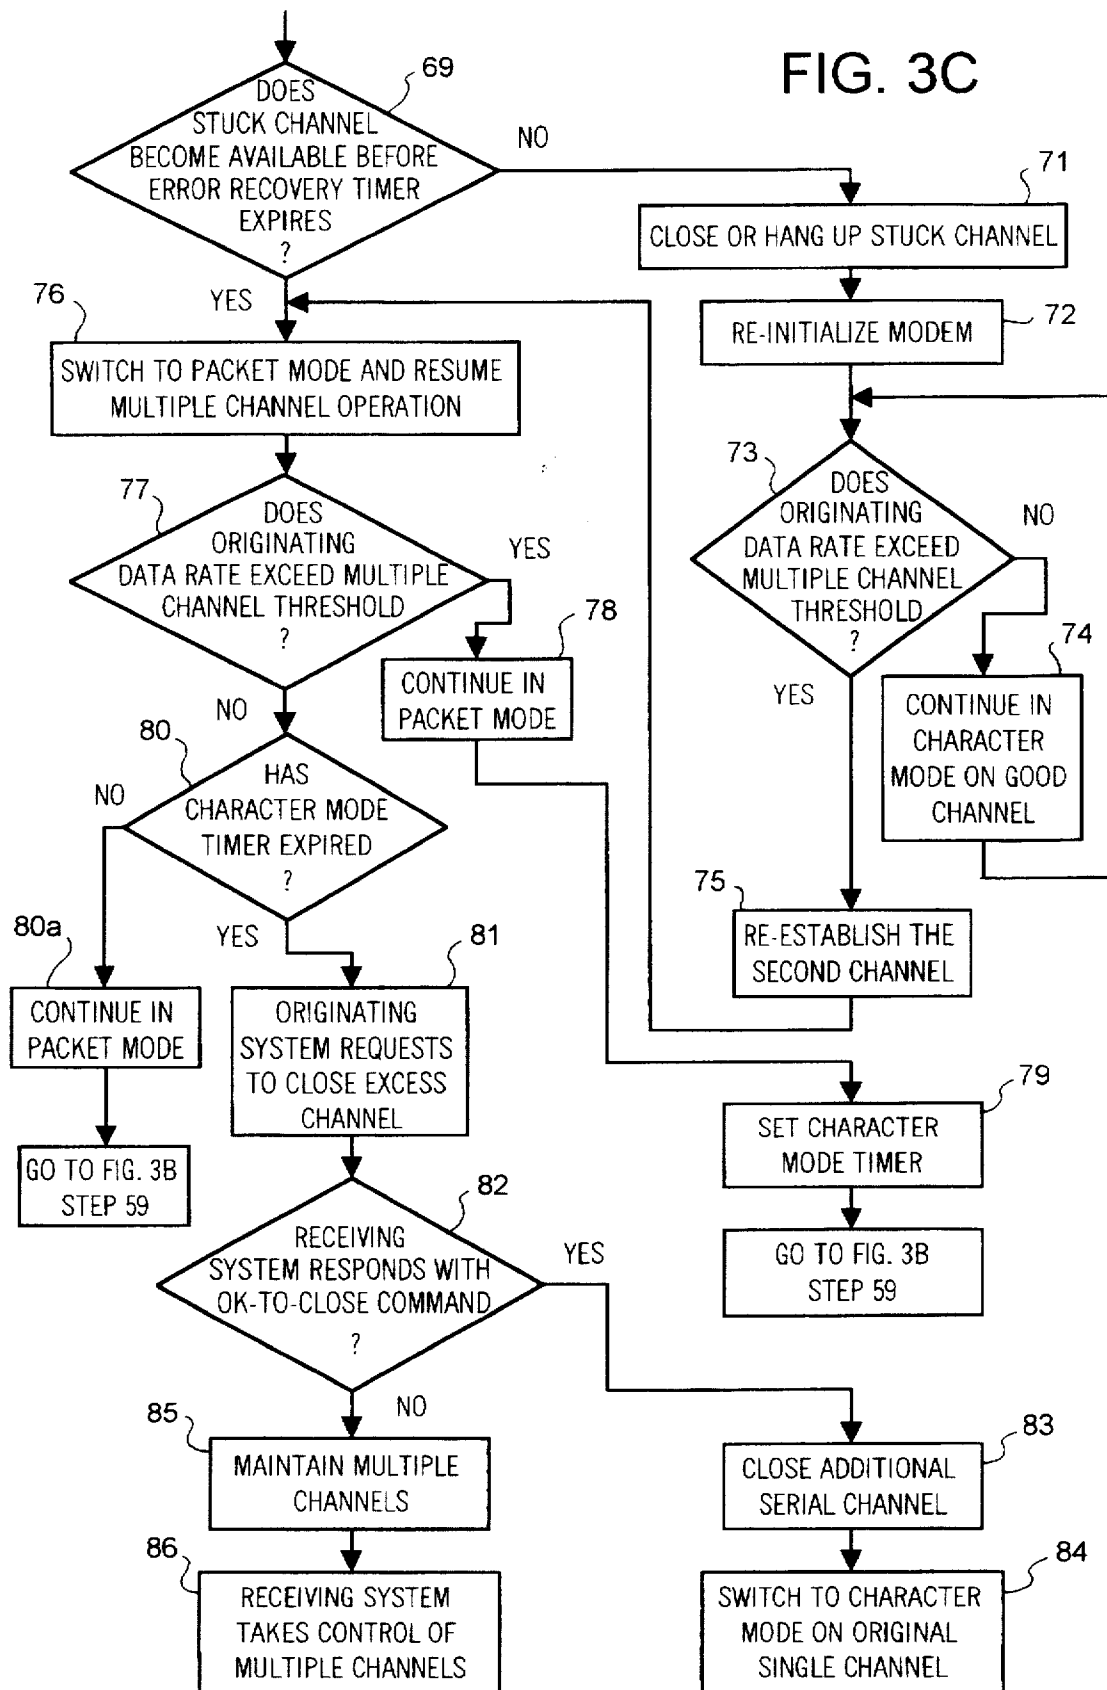 FIG. 3C
69
DOES
STUCK CHANNEL
BECOME AVAILABLE BEFORE
ERROR RECOVERY TIMER
EXPIRES
?
NO
YES
71
CLOSE OR HANG UP STUCK CHANNEL
72
RE-INITIALIZE MODEM
76
SWITCH TO PACKET MODE AND RESUME
MULTIPLE CHANNEL OPERATION
73
DOES
ORIGINATING
DATA RATE EXCEED
MULTIPLE CHANNEL
THRESHOLD
?
NO
YES
74
CONTINUE IN
CHARACTER
MODE ON GOOD
CHANNEL
75
RE-ESTABLISH THE
SECOND CHANNEL
77
DOES
ORIGINATING
DATA RATE EXCEED MULTIPLE
CHANNEL THRESHOLD
?
YES
NO
78
CONTINUE IN
PACKET MODE
79
SET CHARACTER
MODE TIMER
GO TO FIG. 3B
STEP 59
80
HAS
CHARACTER MODE
TIMER EXPIRED
?
NO
YES
80a
CONTINUE IN
PACKET MODE
GO TO FIG. 3B
STEP 59
81
ORIGINATING
SYSTEM REQUESTS
TO CLOSE EXCESS
CHANNEL
82
RECEIVING
SYSTEM RESPONDS WITH
OK-TO-CLOSE COMMAND
?
YES
NO
83
CLOSE ADDITIONAL
SERIAL CHANNEL
84
SWITCH TO CHARACTER
MODE ON ORIGINAL
SINGLE CHANNEL
85
MAINTAIN MULTIPLE
CHANNELS
86
RECEIVING SYSTEM
TAKES CONTROL OF
MULTIPLE CHANNELS